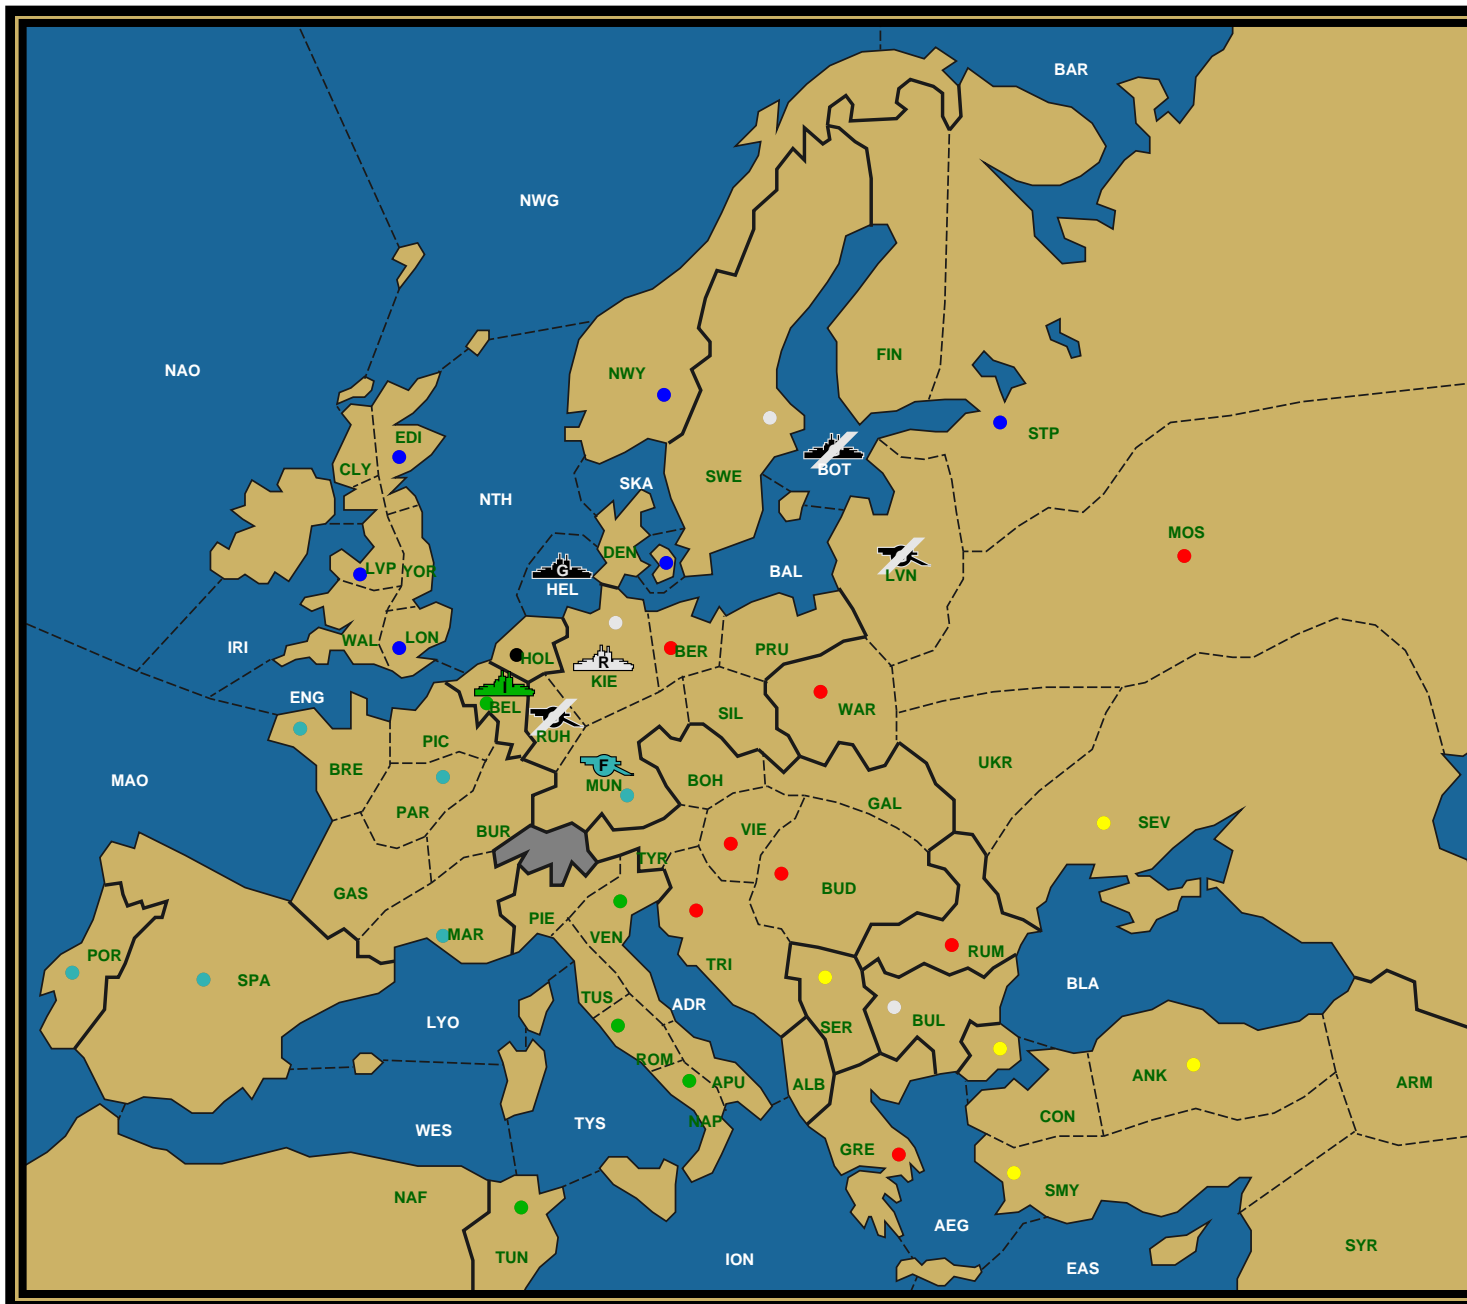 BAR
NWG
NAO
FIN
NWY
STP
EDI
CLY
BOT
SWE
SKA
NTH
MOS
DEN
LVN
LVP
YOR
BAL
G
HEL
WAL
LON
IRI
HOL
BER
PRU
R
KIE
I
BEL
ENG
WAR
SIL
RUH
PIC
UKR
BRE
F
MUN
BOH
MAO
GAL
PAR
SEV
BUR
VIE
TYR
BUD
GAS
PIE
MAR
VEN
RUM
POR
TRI
SPA
BLA
TUS
ADR
LYO
BUL
SER
ROM
ANK
APU
ALB
ARM
CON
NAP
TYS
WES
GRE
SMY
NAF
AEG
SYR
TUN
ION
EAS